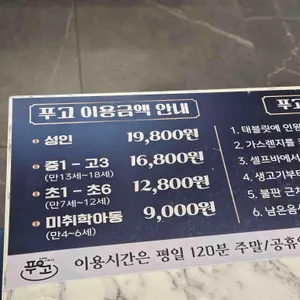 푸고 이용금액 안내
성인 19,800원
중1 - 고3 16,800원
(만13세~18세)
초1 - 초6 12,800원
(만7세~12세)
미취학아동 9,000원
(만4~6세)
푸고
이용시간은 평일 120분 주말/공휴
푸고
1. 태블릿에 인원
2. 가스렌지를
3. 셀프바에서
4. 생고기부터
5. 불판 근처
6. 남은음